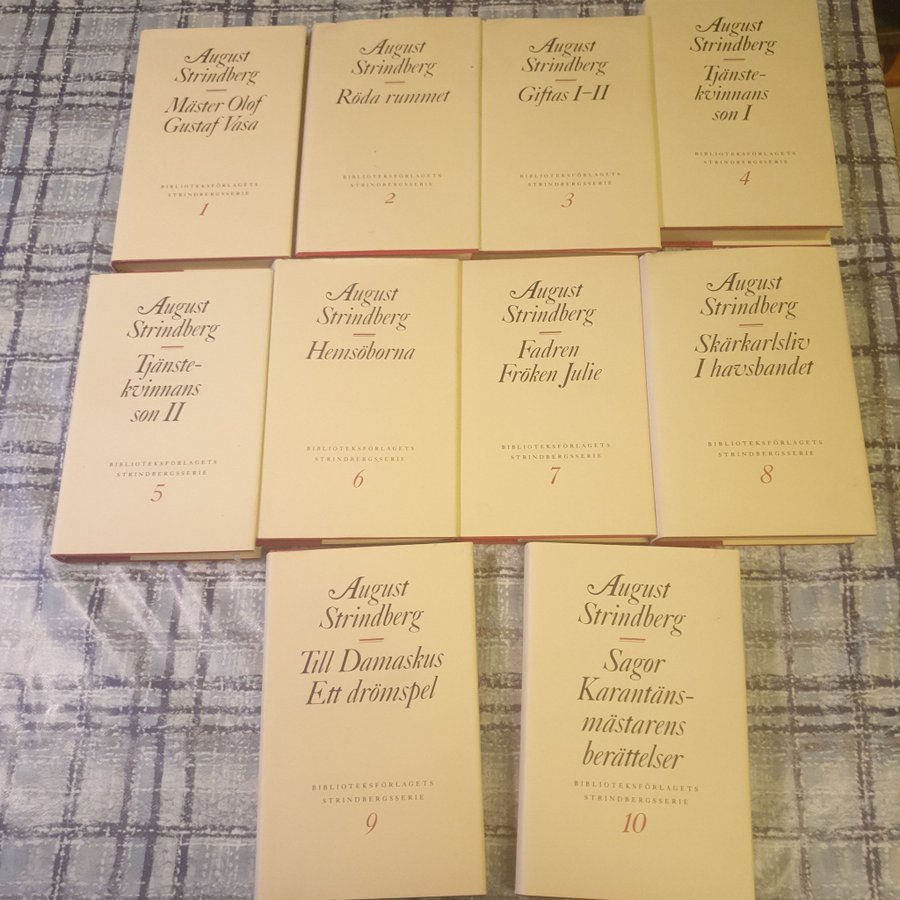 August
Strindberg
Mäster Olof
Gustaf Vasa
BIBLIOTEKSFÖRLAGETS
STRINDBERGSSERIE
1
August
Strindberg
Röda rummet
BIBLIOTEKSFÖRLAGETS
STRINDBERGSSERIE
2
August
Strindberg
Giftas I-II
BIBLIOTEKSFÖRLAGETS
STRINDBERGSSERIE
3
August
Strindberg
Tjänste-
kvinnans
son I
BIBLIOTEKSFÖRLAGETS
STRINDBERGSSERIE
4
August
Strindberg
Tjänste-
kvinnans
son II
BIBLIOTEKSFÖRLAGETS
STRINDBERGSSERIE
5
August
Strindberg
Hemsöborna
BIBLIOTEKSFÖRLAGETS
STRINDBERGSSERIE
6
August
Strindberg
Fadren
Fröken Julie
BIBLIOTEKSFÖRLAGETS
STRINDBERGSSERIE
7
August
Strindberg
Skärkarlsliv
I havsbandet
BIBLIOTEKSFÖRLAGETS
STRINDBERGSSERIE
8
August
Strindberg
Till Damaskus
Ett drömspel
BIBLIOTEKSFÖRLAGETS
STRINDBERGSSERIE
9
August
Strindberg
Sagor
Karantäns-
mästarens
berättelser
BIBLIOTEKSFÖRLAGETS
STRINDBERGSSERIE
10